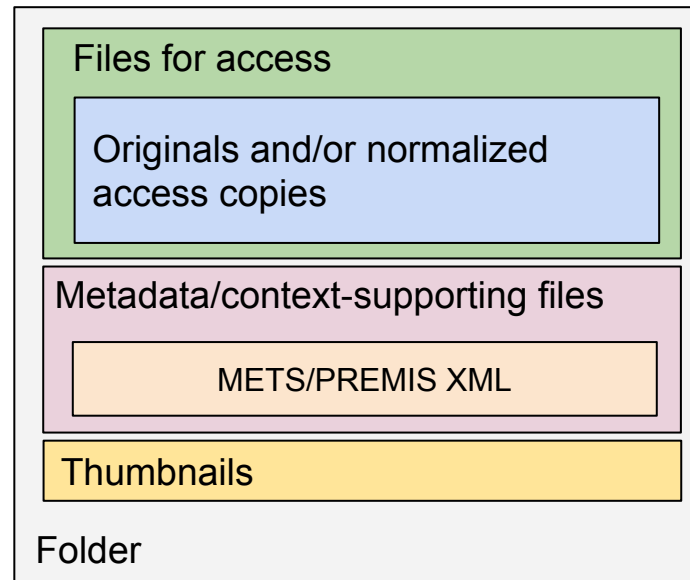 Files for access
Originals and/or normalized
access copies
Metadata/context-supporting files
METS/PREMIS XML
Thumbnails
Folder